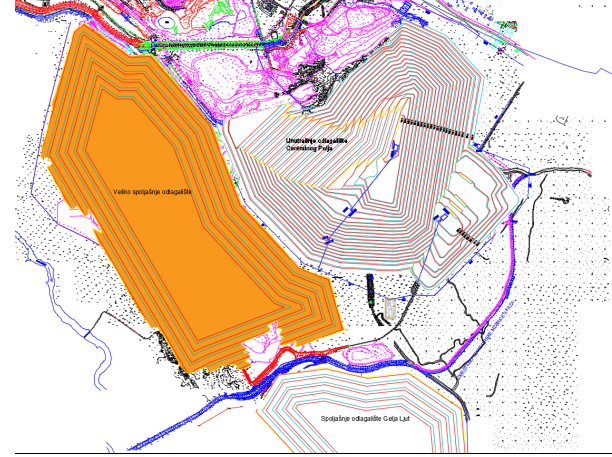 Unutrašnje odlagalište
Centralnog Polja
Veliko spoljašnje odlagalište
Spoljašnje odlagalište Gelja Ljut